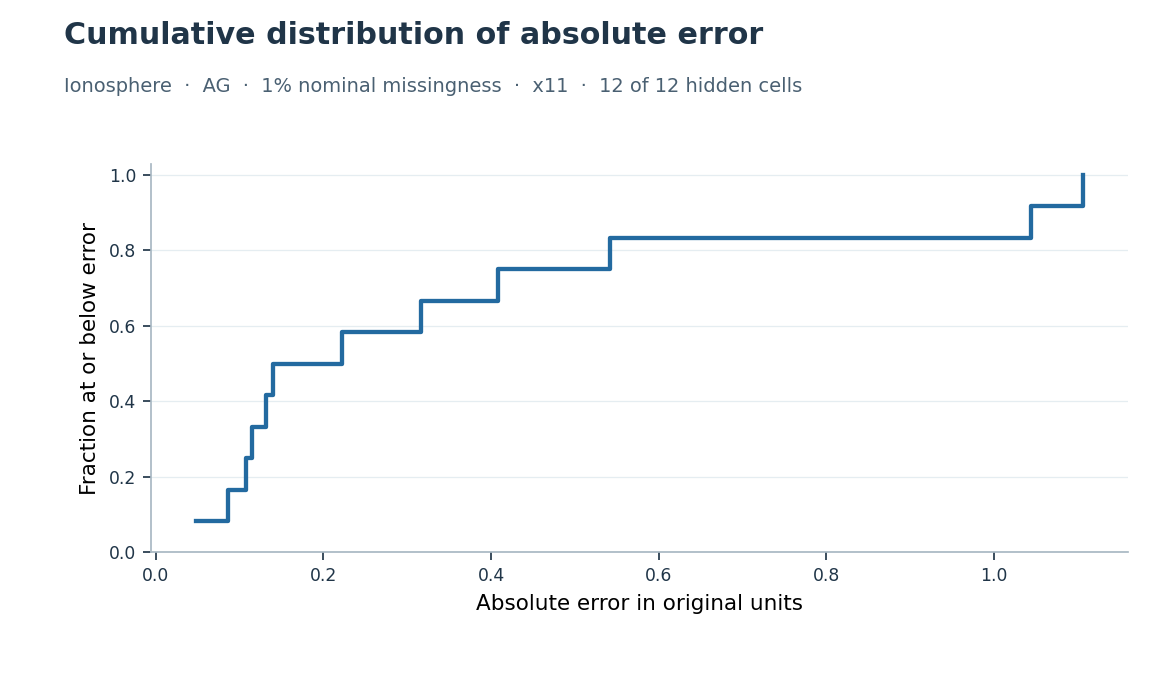 Cumulative distribution of absolute error
Ionosphere · AG · 1% nominal missingness · x11 · 12 of 12 hidden cells
Fraction at or below error
1.0
0.8
0.6
0.4
0.2
0.0
0.0 0.2 0.4 0.6 0.8 1.0
Absolute error in original units